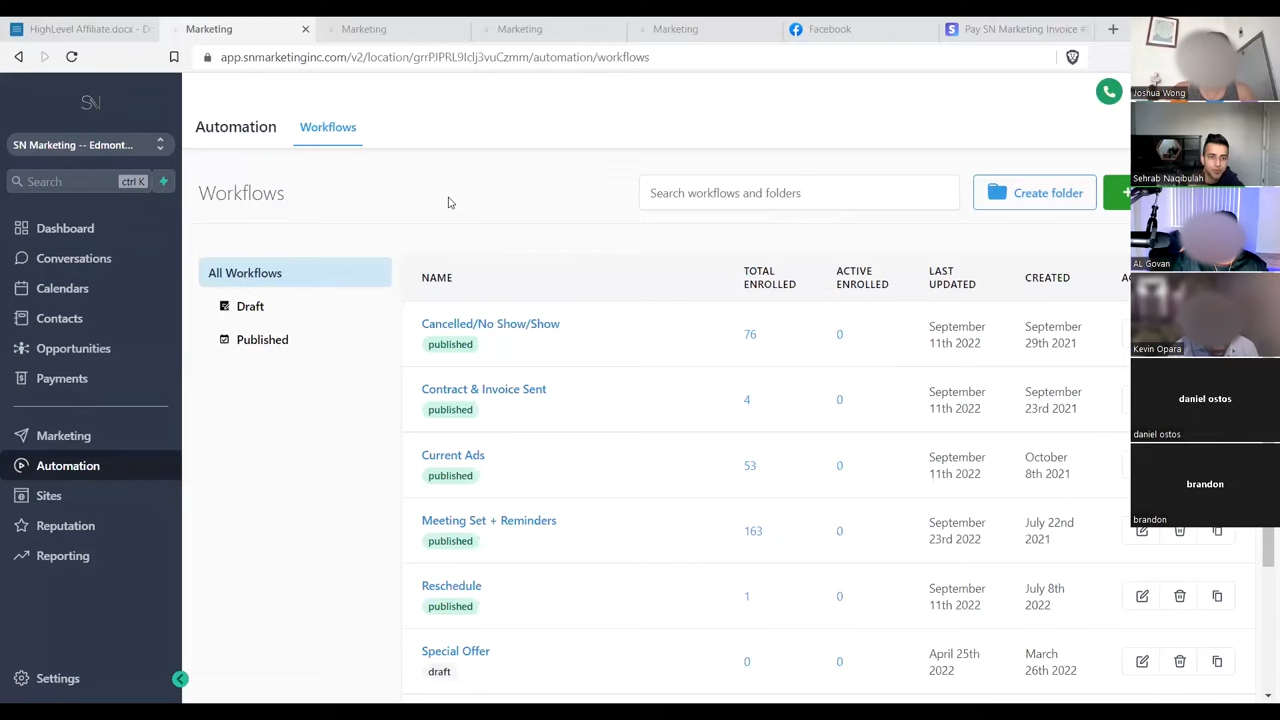 HighLevel Affiliate.docx - D
Marketing
Marketing
Marketing
Marketing
Facebook
Pay SN Marketing Invoice
app.snmarketinginc.com/v2/location/grrPJPRL9Iclj3vuCzmm/automation/workflows
SN
SN Marketing -- Edmont...
Search
ctrl K
Dashboard
Conversations
Calendars
Contacts
Opportunities
Payments
Marketing
Automation
Sites
Reputation
Reporting
Settings
Automation
Workflows
Workflows
Search workflows and folders
Create folder
All Workflows
Draft
Published
NAME
TOTAL
ENROLLED
ACTIVE
ENROLLED
LAST
UPDATED
CREATED
Cancelled/No Show/Show
published
76
0
September
11th 2022
September
29th 2021
Contract & Invoice Sent
published
4
0
September
11th 2022
September
23rd 2021
Current Ads
published
53
0
September
11th 2022
October
8th 2021
Meeting Set + Reminders
published
163
0
September
23rd 2022
July 22nd
2021
Reschedule
published
1
0
September
11th 2022
July 8th
2022
Special Offer
draft
0
0
April 25th
2022
March
26th 2022
Joshua Wong
Sehrab Naqibulah
AL Govan
Kevin Opara
daniel ostos
daniel ostos
brandon
brandon